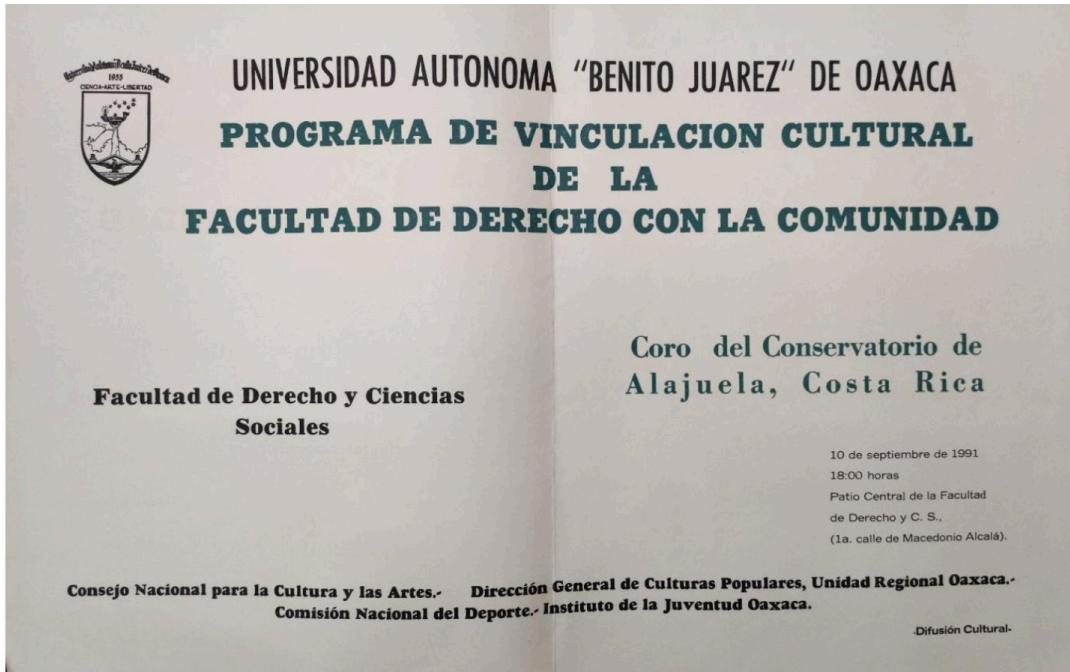 1955
CIENCIA-ARTE-LIBERTAD
UNIVERSIDAD AUTONOMA "BENITO JUAREZ" DE OAXACA
PROGRAMA DE VINCULACION CULTURAL
DE LA
FACULTAD DE DERECHO CON LA COMUNIDAD
Facultad de Derecho y Ciencias
Sociales
Coro del Conservatorio de
Alajuela, Costa Rica
10 de septiembre de 1991
18:00 horas
Patio Central de la Facultad
de Derecho y C. S.,
(1a. calle de Macedonio Alcalá).
Consejo Nacional para la Cultura y las Artes.- Dirección General de Culturas Populares, Unidad Regional Oaxaca.-
Comisión Nacional del Deporte.- Instituto de la Juventud Oaxaca.
-Difusión Cultural-